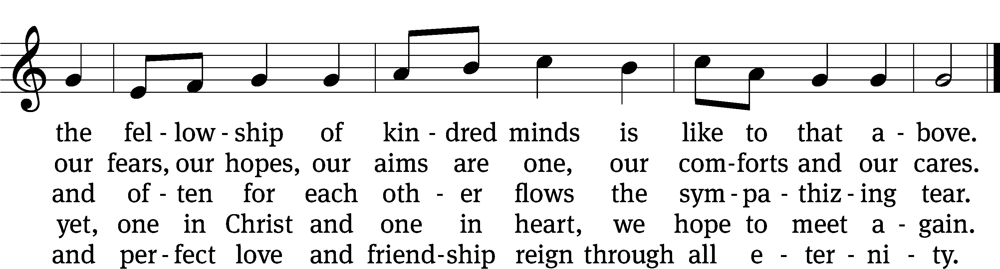 the fel - low - ship of kin - dred minds is like to that a - bove.
our fears, our hopes, our aims are one, our com - forts and our cares.
and of - ten for each oth - er flows the sym - pa - thiz - ing tear.
yet, one in Christ and one in heart, we hope to meet a - gain.
and per - fect love and friend - ship reign through all e - ter - ni - ty.